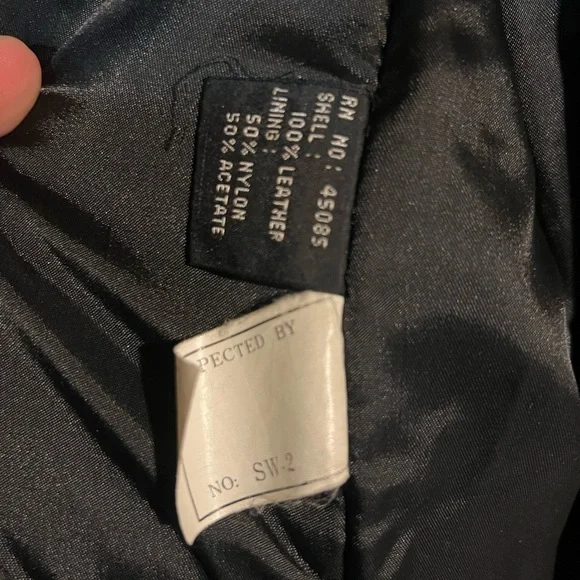 RN NO: 45085
SHELL:
100% LEATHER
LINING:
50% NYLON
50% ACETATE
PECTED BY
NO: SW-2